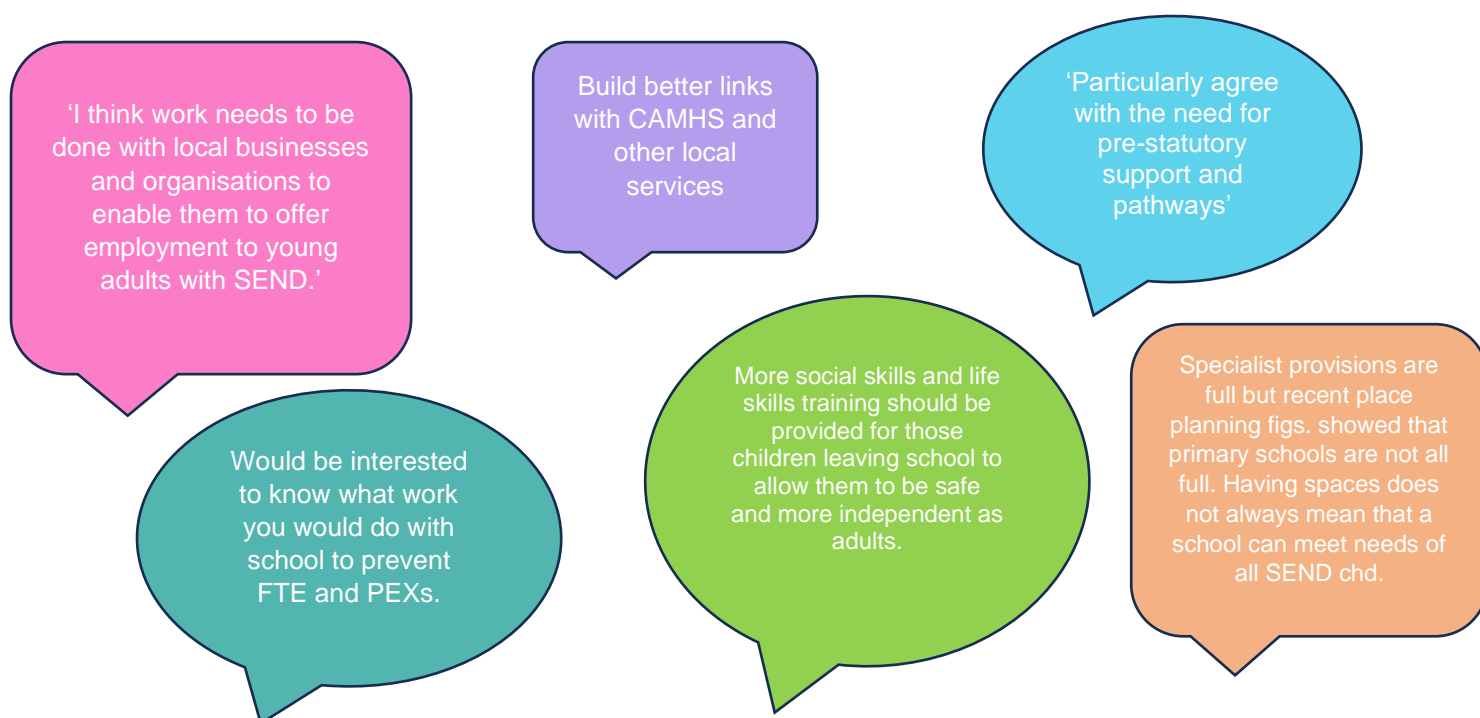 ‘I think work needs to be
done with local businesses
and organisations to
enable them to offer
employment to young
adults with SEND.’
Build better links
with CAMHS and
other local
services
‘Particularly agree
with the need for
pre-statutory
support and
pathways’
Would be interested
to know what work
you would do with
school to prevent
FTE and PEXs.
More social skills and life
skills training should be
provided for those
children leaving school to
allow them to be safe
and more independent as
adults.
Specialist provisions are
full but recent place
planning figs. showed that
primary schools are not all
full. Having spaces does
not always mean that a
school can meet needs of
all SEND chd.